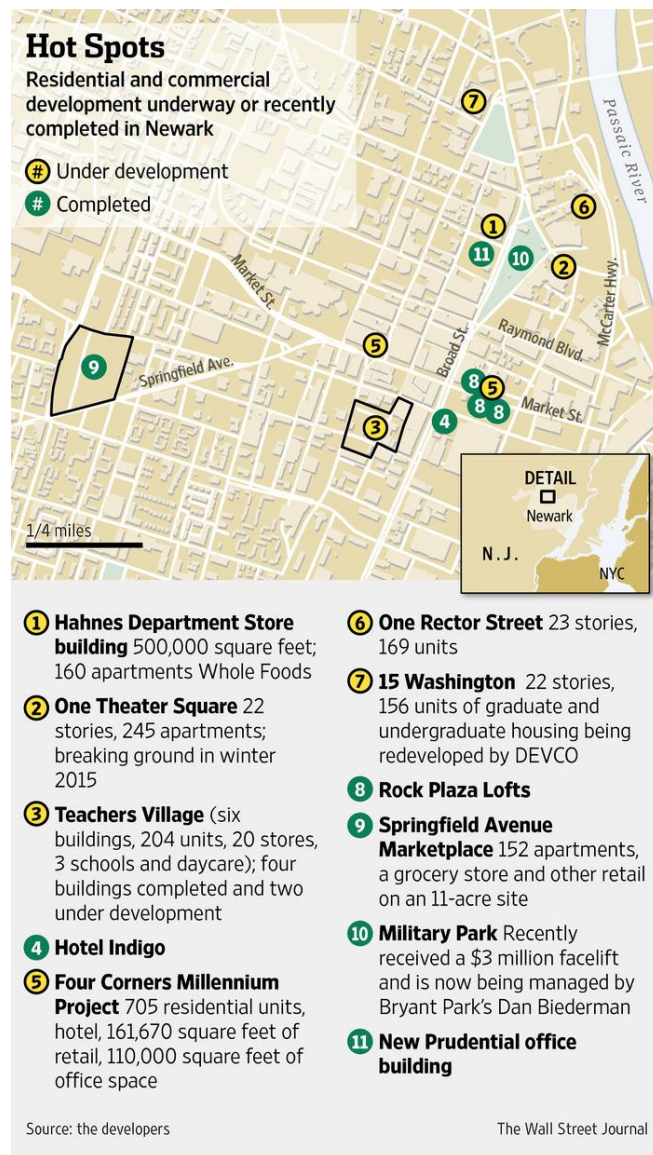 Hot Spots
Residential and commercial
development underway or recently
completed in Newark
# Under development
# Completed
7
Passaic River
6
1
11
10
2
Market St.
McCarter Hwy.
Raymond Blvd.
Broad St.
5
9
Springfield Ave.
8
5
8
8
Market St.
3
4
1/4 miles
DETAIL
Newark
N.J.
NYC
1 Hahnes Department Store
building 500,000 square feet;
160 apartments Whole Foods
2 One Theater Square 22
stories, 245 apartments;
breaking ground in winter
2015
3 Teachers Village (six
buildings, 204 units, 20 stores,
3 schools and daycare); four
buildings completed and two
under development
4 Hotel Indigo
5 Four Corners Millennium
Project 705 residential units,
hotel, 161,670 square feet of
retail, 110,000 square feet of
office space
6 One Rector Street 23 stories,
169 units
7 15 Washington 22 stories,
156 units of graduate and
undergraduate housing being
redeveloped by DEVCO
8 Rock Plaza Lofts
9 Springfield Avenue
Marketplace 152 apartments,
a grocery store and other retail
on an 11-acre site
10 Military Park Recently
received a $3 million facelift
and is now being managed by
Bryant Park's Dan Biederman
11 New Prudential office
building
Source: the developers
The Wall Street Journal